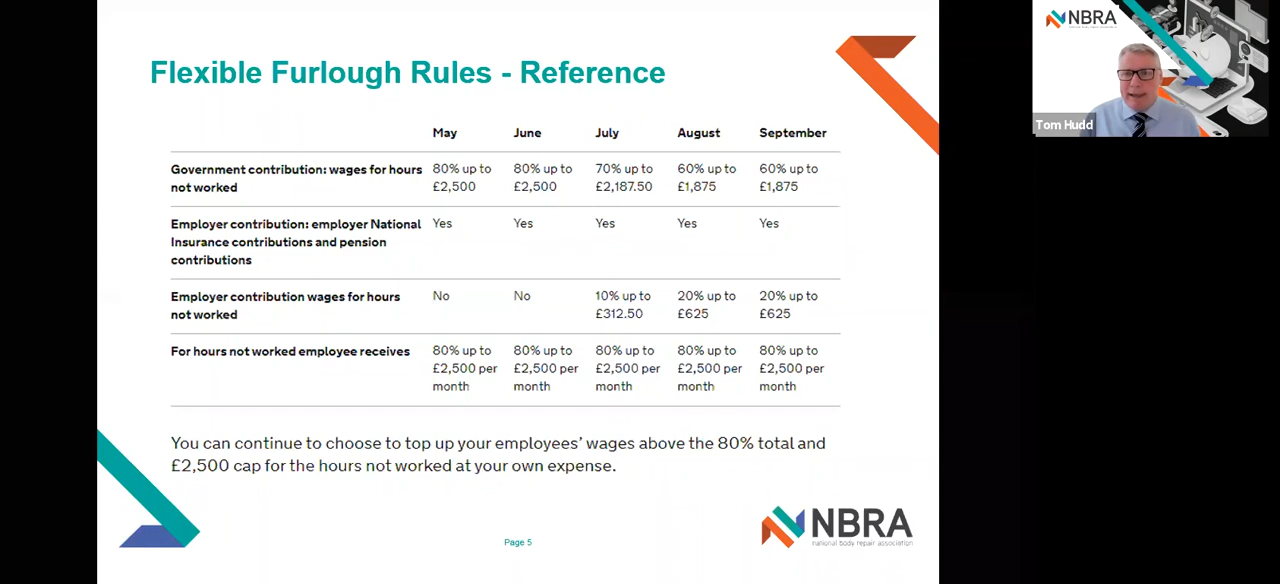 Flexible Furlough Rules - Reference
May June July August September
Government contribution: wages for hours 80% up to 80% up to 70% up to 60% up to 60% up to
not worked £2,500 £2,500 £2,187.50 £1,875 £1,875
Employer contribution: employer National Yes Yes Yes Yes Yes
Insurance contributions and pension
contributions
Employer contribution wages for hours No No 10% up to 20% up to 20% up to
not worked £312.50 £625 £625
For hours not worked employee receives 80% up to 80% up to 80% up to 80% up to 80% up to
£2,500 per £2,500 per £2,500 per £2,500 per £2,500 per
month month month month month
You can continue to choose to top up your employees' wages above the 80% total and
£2,500 cap for the hours not worked at your own expense.
Page 5
NBRA
national body repair association
NBRA
Tom Hudd